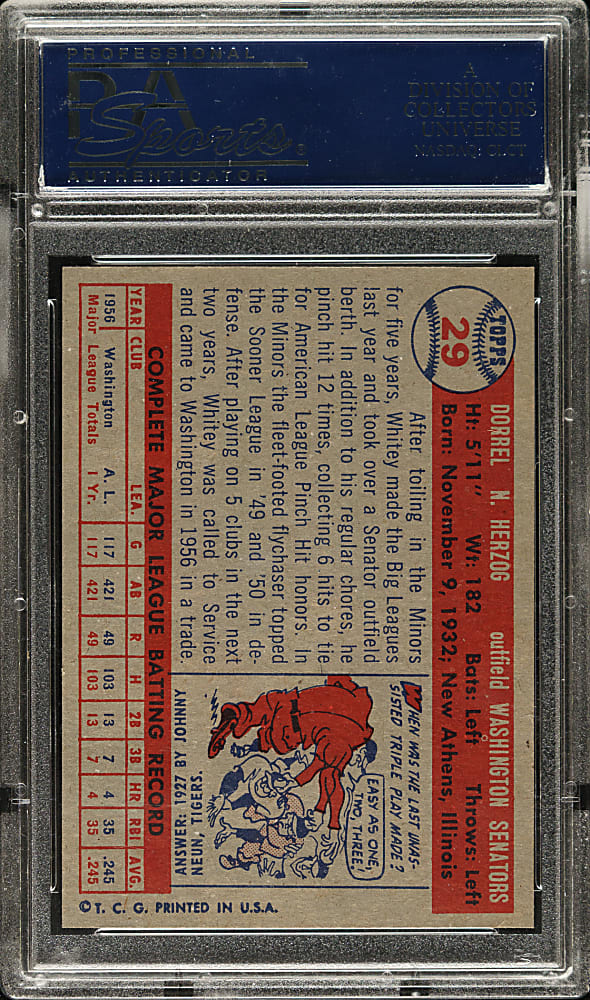 PROFESSIONAL
PSA
Sports
AUTHENTICATOR
A
DIVISION OF
COLLECTORS
UNIVERSE
NASDAQ: CLCT
TOPPS
29
DORREL N. HERZOG outfield WASHINGTON SENATORS
Ht: 5'11" Wt: 182 Bats: Left Throws: Left
Born: November 9, 1932; New Athens, Illinois
After toiling in the Minors
for five years, Whitey made the Big Leagues
last year and took over a Senator outfield
berth. In addition to his regular chores, he
pinch hit 12 times, collecting 6 hits to tie
for American League Pinch Hit honors. In
the Minors the fleet-footed flychaser topped
the Sooner League in '49 and '50 in de-
fense. After playing on 5 clubs in the next
two years, Whitey was called to Service
and came to Washington in 1956 in a trade.
WHEN WAS THE LAST UNAS-
SISTED TRIPLE PLAY MADE?
EASY AS ONE,
TWO, THREE!
ANSWER: 1927 BY JOHNNY
NEUN, TIGERS.
COMPLETE MAJOR LEAGUE BATTING RECORD
YEAR CLUB LEA. G AB R H 2B 3B HR RBI AVG.
1956 Washington A. L. 117 421 49 103 13 7 4 35 .245
Major League Totals 1 Yr. 117 421 49 103 13 7 4 35 .245
© T. C. G. PRINTED IN U.S.A.